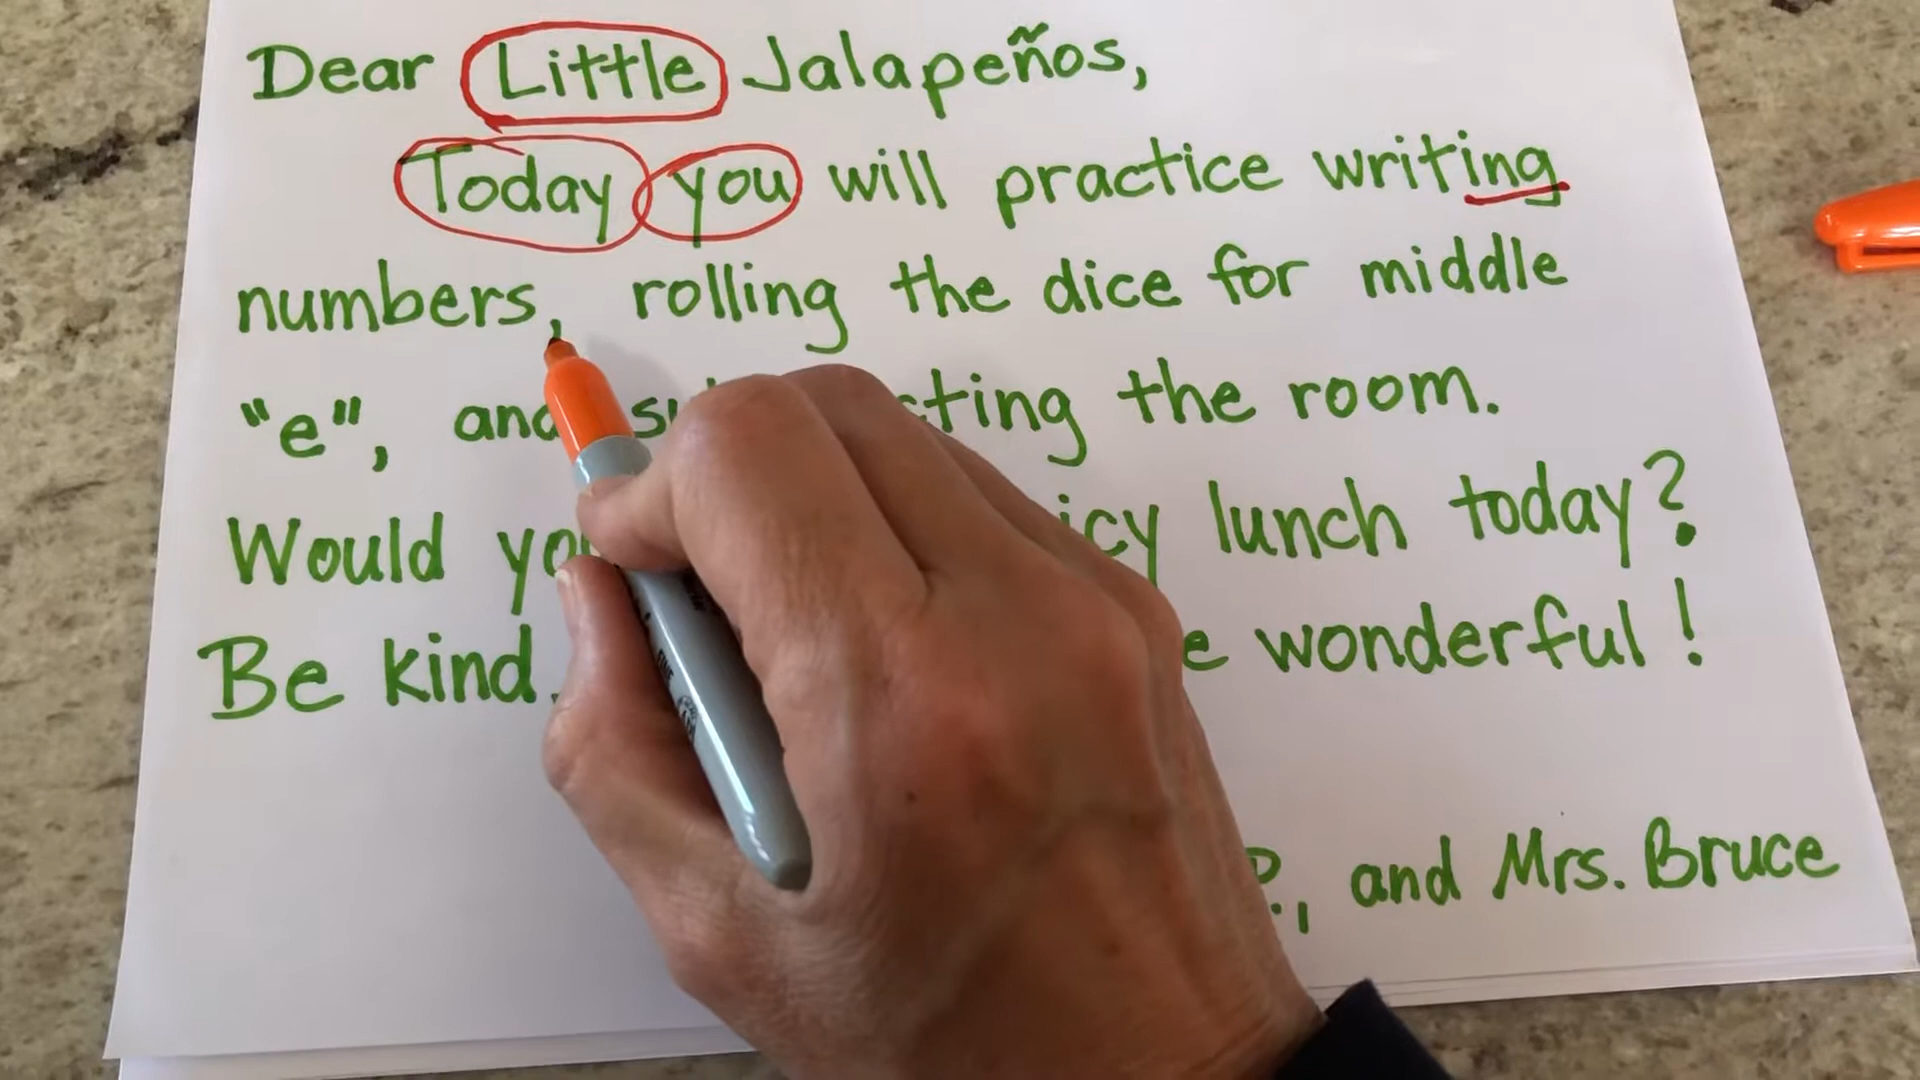 Dear Little Jalapeños,
Today you will practice writing
numbers, rolling the dice for middle
"e", and the room.
Would lunch today?
Be kind. wonderful!
and Mrs. Bruce